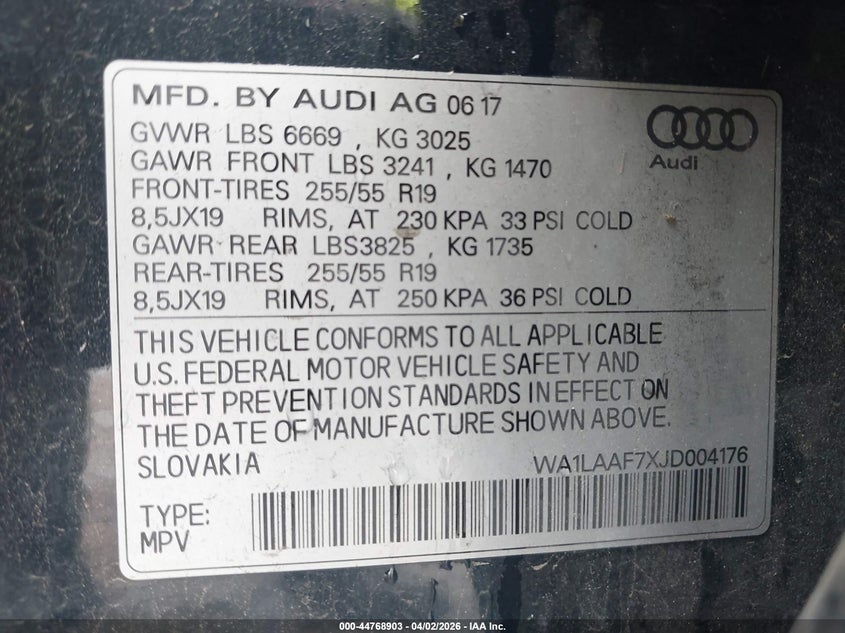 MFD. BY AUDI AG 06 17
GVWR LBS 6669 , KG 3025
GAWR FRONT LBS 3241 , KG 1470
FRONT-TIRES 255/55 R19
8,5JX19 RIMS, AT 230 KPA 33 PSI COLD
GAWR REAR LBS3825 , KG 1735
REAR-TIRES 255/55 R19
8,5JX19 RIMS, AT 250 KPA 36 PSI COLD
Audi
THIS VEHICLE CONFORMS TO ALL APPLICABLE
U.S. FEDERAL MOTOR VEHICLE SAFETY AND
THEFT PREVENTION STANDARDS IN EFFECT ON
THE DATE OF MANUFACTURE SHOWN ABOVE.
SLOVAKIA WA1LAAF7XJD004176
TYPE:
MPV
000-44768903 - 04/02/2026 - IAA Inc.